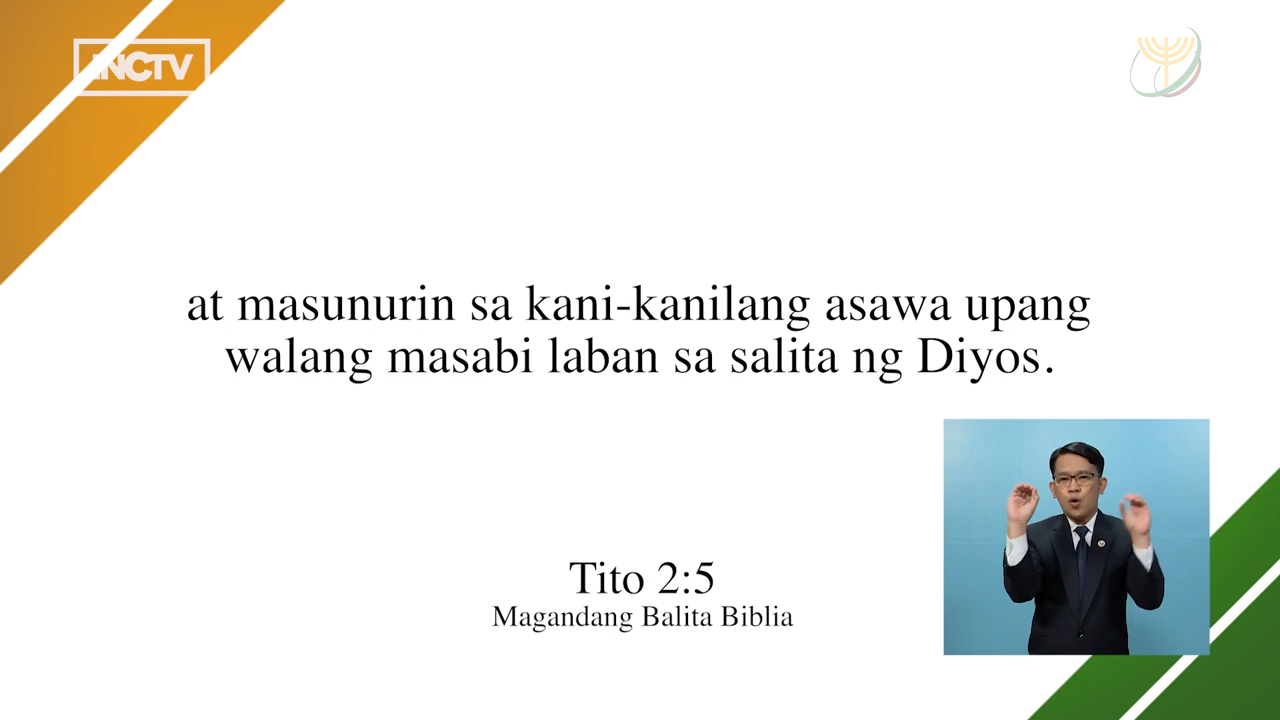 INCTV
at masunurin sa kani-kanilang asawa upang
walang masabi laban sa salita ng Diyos.
Tito 2:5
Magandang Balita Biblia